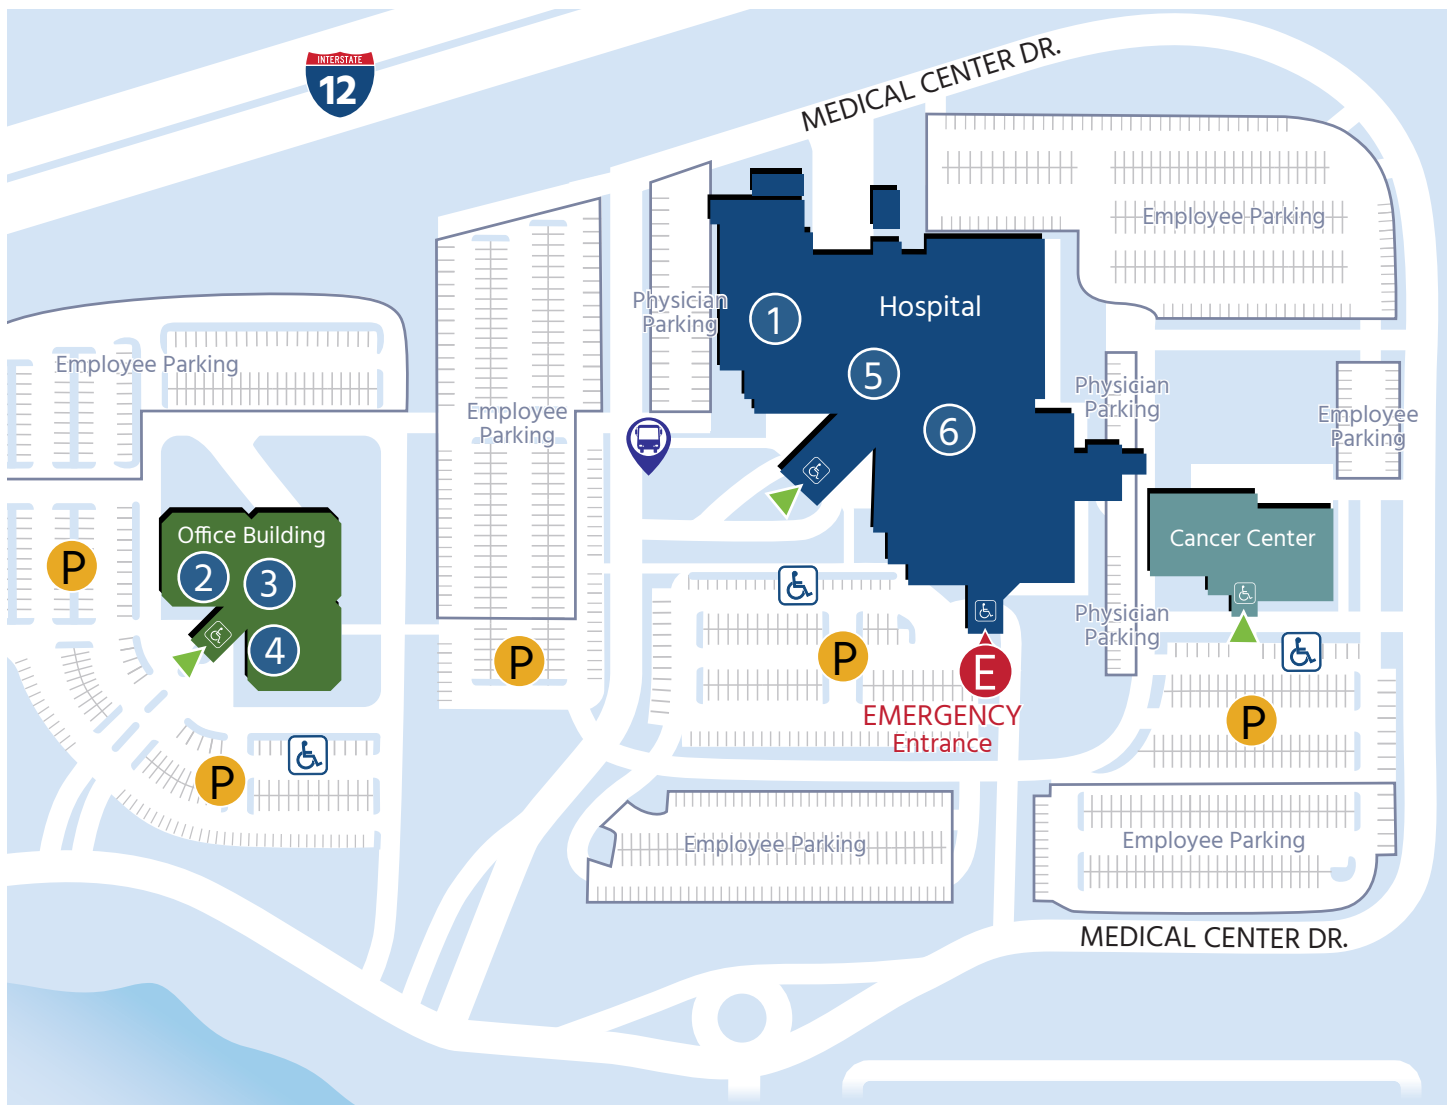 INTERSTATE
12
MEDICAL CENTER DR.
Employee Parking
Physician
Parking
1
Hospital
5
6
Employee Parking
Employee
Parking
Physician
Parking
Employee
Parking
Office Building
2
3
4
P
P
P
P
P
Cancer Center
Physician
Parking
E
EMERGENCY
Entrance
Employee Parking
Employee Parking
MEDICAL CENTER DR.